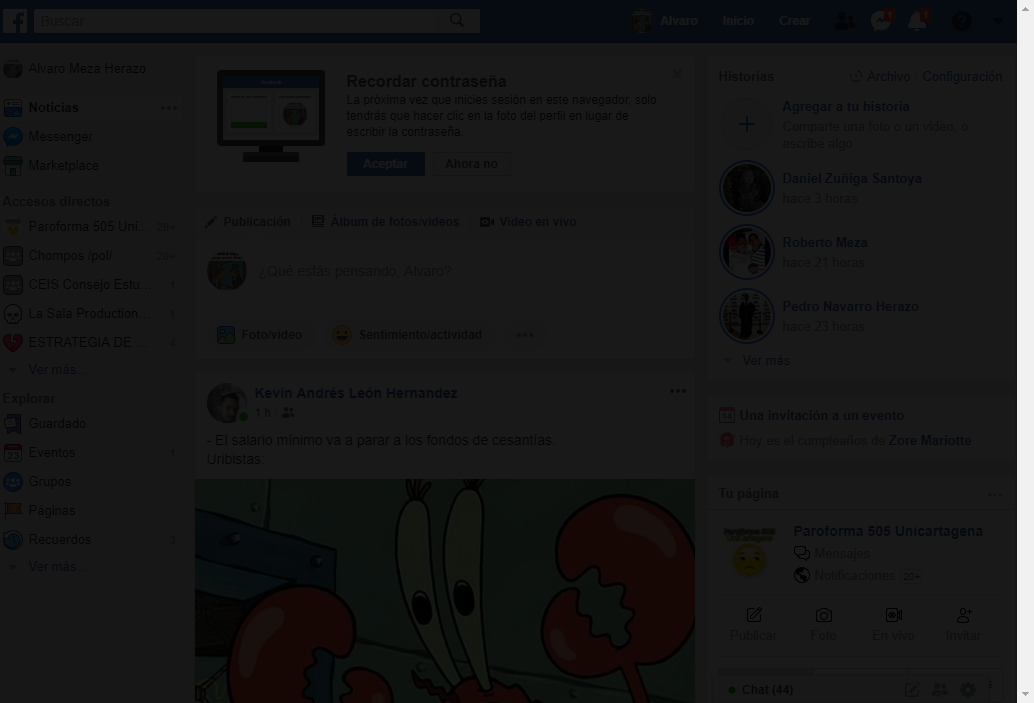 Buscar
Alvaro
Inicio
Crear
1
1
Alvaro Meza Herazo
Noticias
Messenger
Marketplace
Accesos directos
Paroforma 505 Uni... 20+
Chompos /pol/ 20+
CEIS Consejo Estu...
La Sala Production... 1
ESTRATEGIA DE ... 4
Ver más...
Explorar
Guardado
Eventos 1
Grupos
Páginas
Recuerdos
Ver más...
Recordar contraseña
La próxima vez que inicies sesión en este navegador, solo
tendrás que hacer clic en la foto del perfil en lugar de
escribir la contraseña.
Aceptar
Ahora no
Publicación
Álbum de fotos/videos
Video en vivo
¿Qué estás pensando, Alvaro?
Foto/video
Sentimiento/actividad
Kevin Andrés León Hernandez
1 h
- El salario mínimo va a parar a los fondos de cesantías.
Uribistas:
Historias
Archivo · Configuración
Agregar a tu historia
Comparte una foto o un video, o
escribe algo
Daniel Zuñiga Santoya
hace 3 horas
Roberto Meza
hace 21 horas
Pedro Navarro Herazo
hace 23 horas
Ver más
Una invitación a un evento
Hoy es el cumpleaños de Zore Mariotte
Tu página
Paroforma 505 Unicartagena
Mensajes
Notificaciones 20+
Publicar
Foto
En vivo
Invitar
Chat (44)